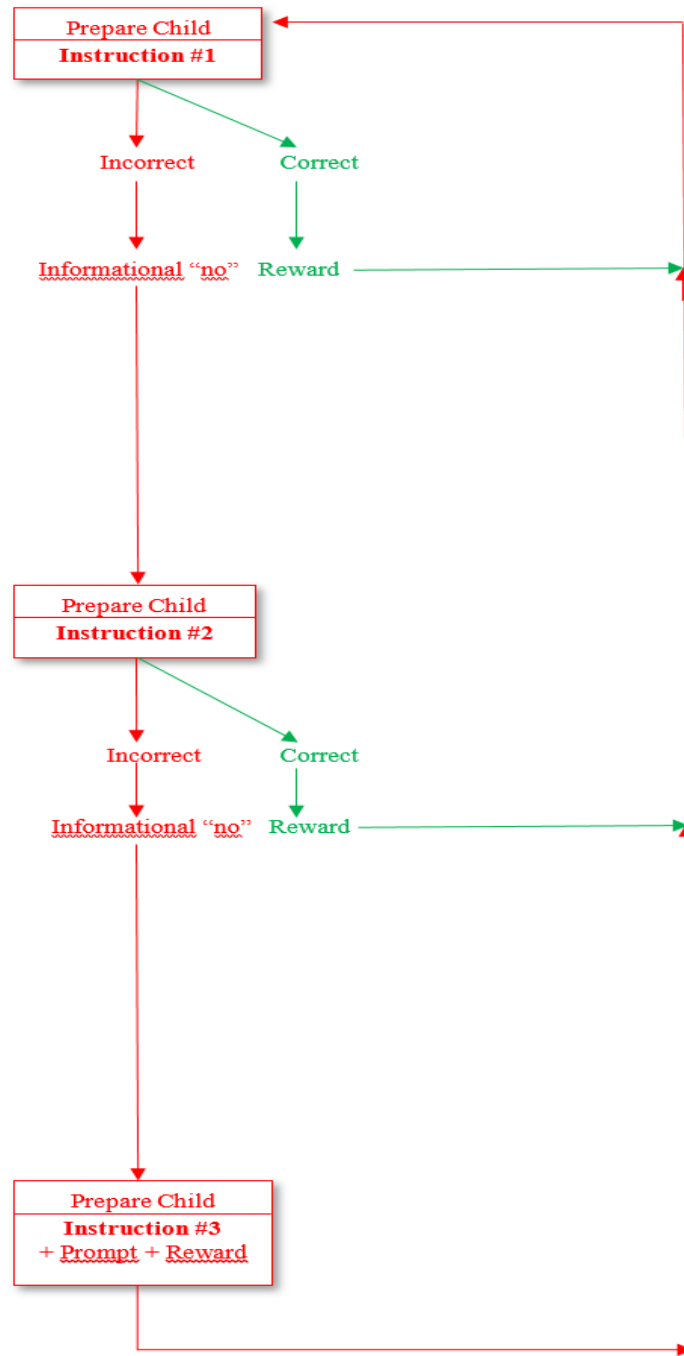 Prepare Child
Instruction #1
Incorrect
Correct
Informational “no”
Reward
Prepare Child
Instruction #2
Incorrect
Correct
Informational “no”
Reward
Prepare Child
Instruction #3
+ Prompt + Reward